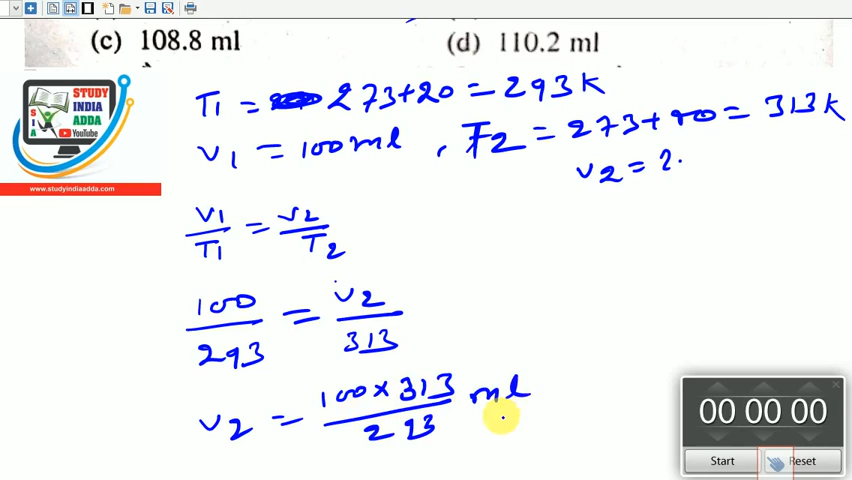 (c) 108.8 ml (d) 110.2 ml
STUDY
INDIA
ADDA
SIA
YouTube
www.studyindiaadda.com
T1 = 273+20 = 293K
V1 = 100ml , T2 = 273+40 = 313K
V2 = ?
V1/T1 = V2/T2
100/293 = V2/313
V2 = 100×313/293 ml
00 00 00
Start Reset